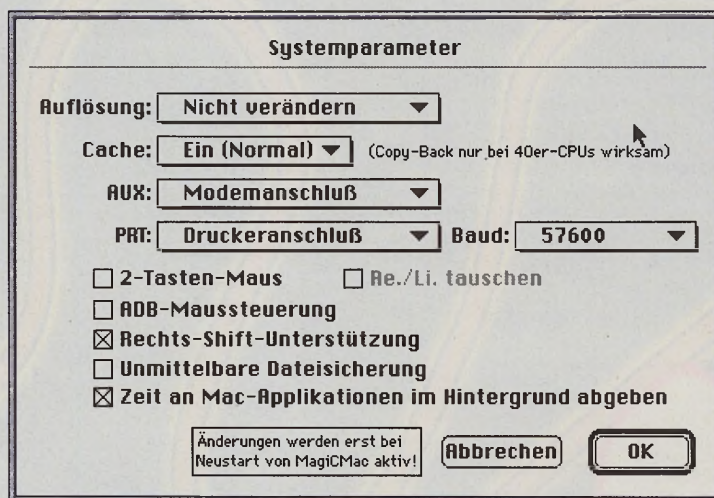 Systemparameter
Auflösung: Nicht verändern
Cache: Ein (Normal) (Copy-Back nur bei 40er-CPUs wirksam)
AUX: Modemanschluß
PRT: Druckeranschluß Baud: 57600
2-Tasten-Maus Re./Li. tauschen
ADB-Maussteuerung
Rechts-Shift-Unterstützung
Unmittelbare Dateisicherung
Zeit an Mac-Applikationen im Hintergrund abgeben
Änderungen werden erst bei
Neustart von MagiCMac aktiv!
Abbrechen OK